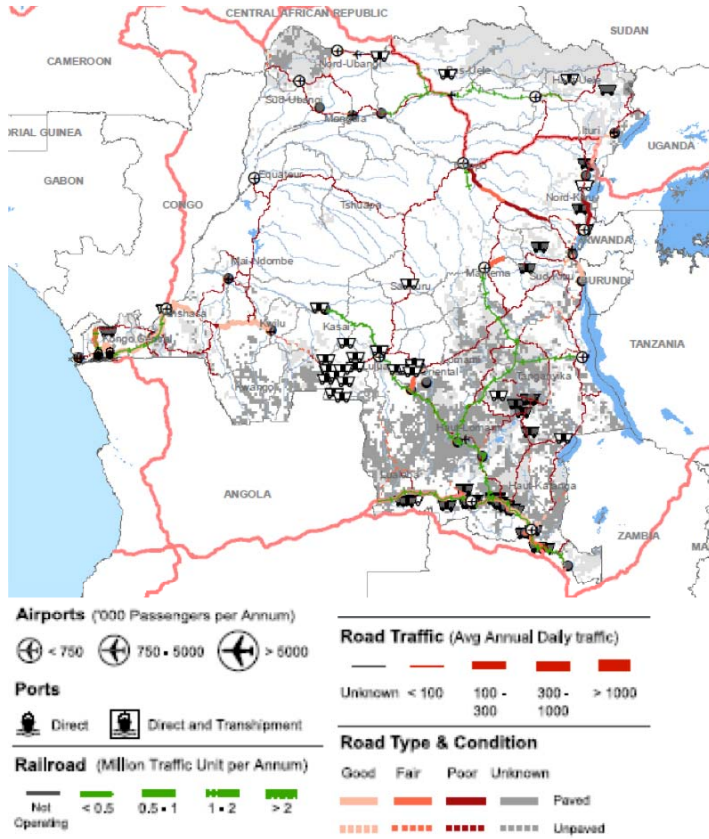 CENTRAL AFRICAN REPUBLIC
SUDAN
CAMEROON
Nord-Ubangi
Bas-Uele
Haut-Uele
Sud-Ubangi
Mongala
Ituri
ORIAL GUINEA
UGANDA
GABON
Equateur
CONGO
Tshuapa
Nord-Kivu
RWANDA
Mai-Ndombe
Maniema
Sud-Kivu
BURUNDI
Sankuru
Kinshasa
Kongo Central
Kwilu
Kasai
TANZANIA
Lomami
Oriental
Kwango
Tanganyika
Haut-Lomami
Lualaba
Haut-Katanga
ANGOLA
ZAMBIA
MA
Airports ('000 Passengers per Annum)
< 750 750 - 5000 > 5000
Ports
Direct Direct and Transhipment
Railroad (Million Traffic Unit per Annum)
Not Operating < 0.5 0.5 - 1 1 - 2 > 2
Road Traffic (Avg Annual Daily traffic)
Unknown < 100 100 - 300 300 - 1000 > 1000
Road Type & Condition
Good Fair Poor Unknown
Paved
Unpaved